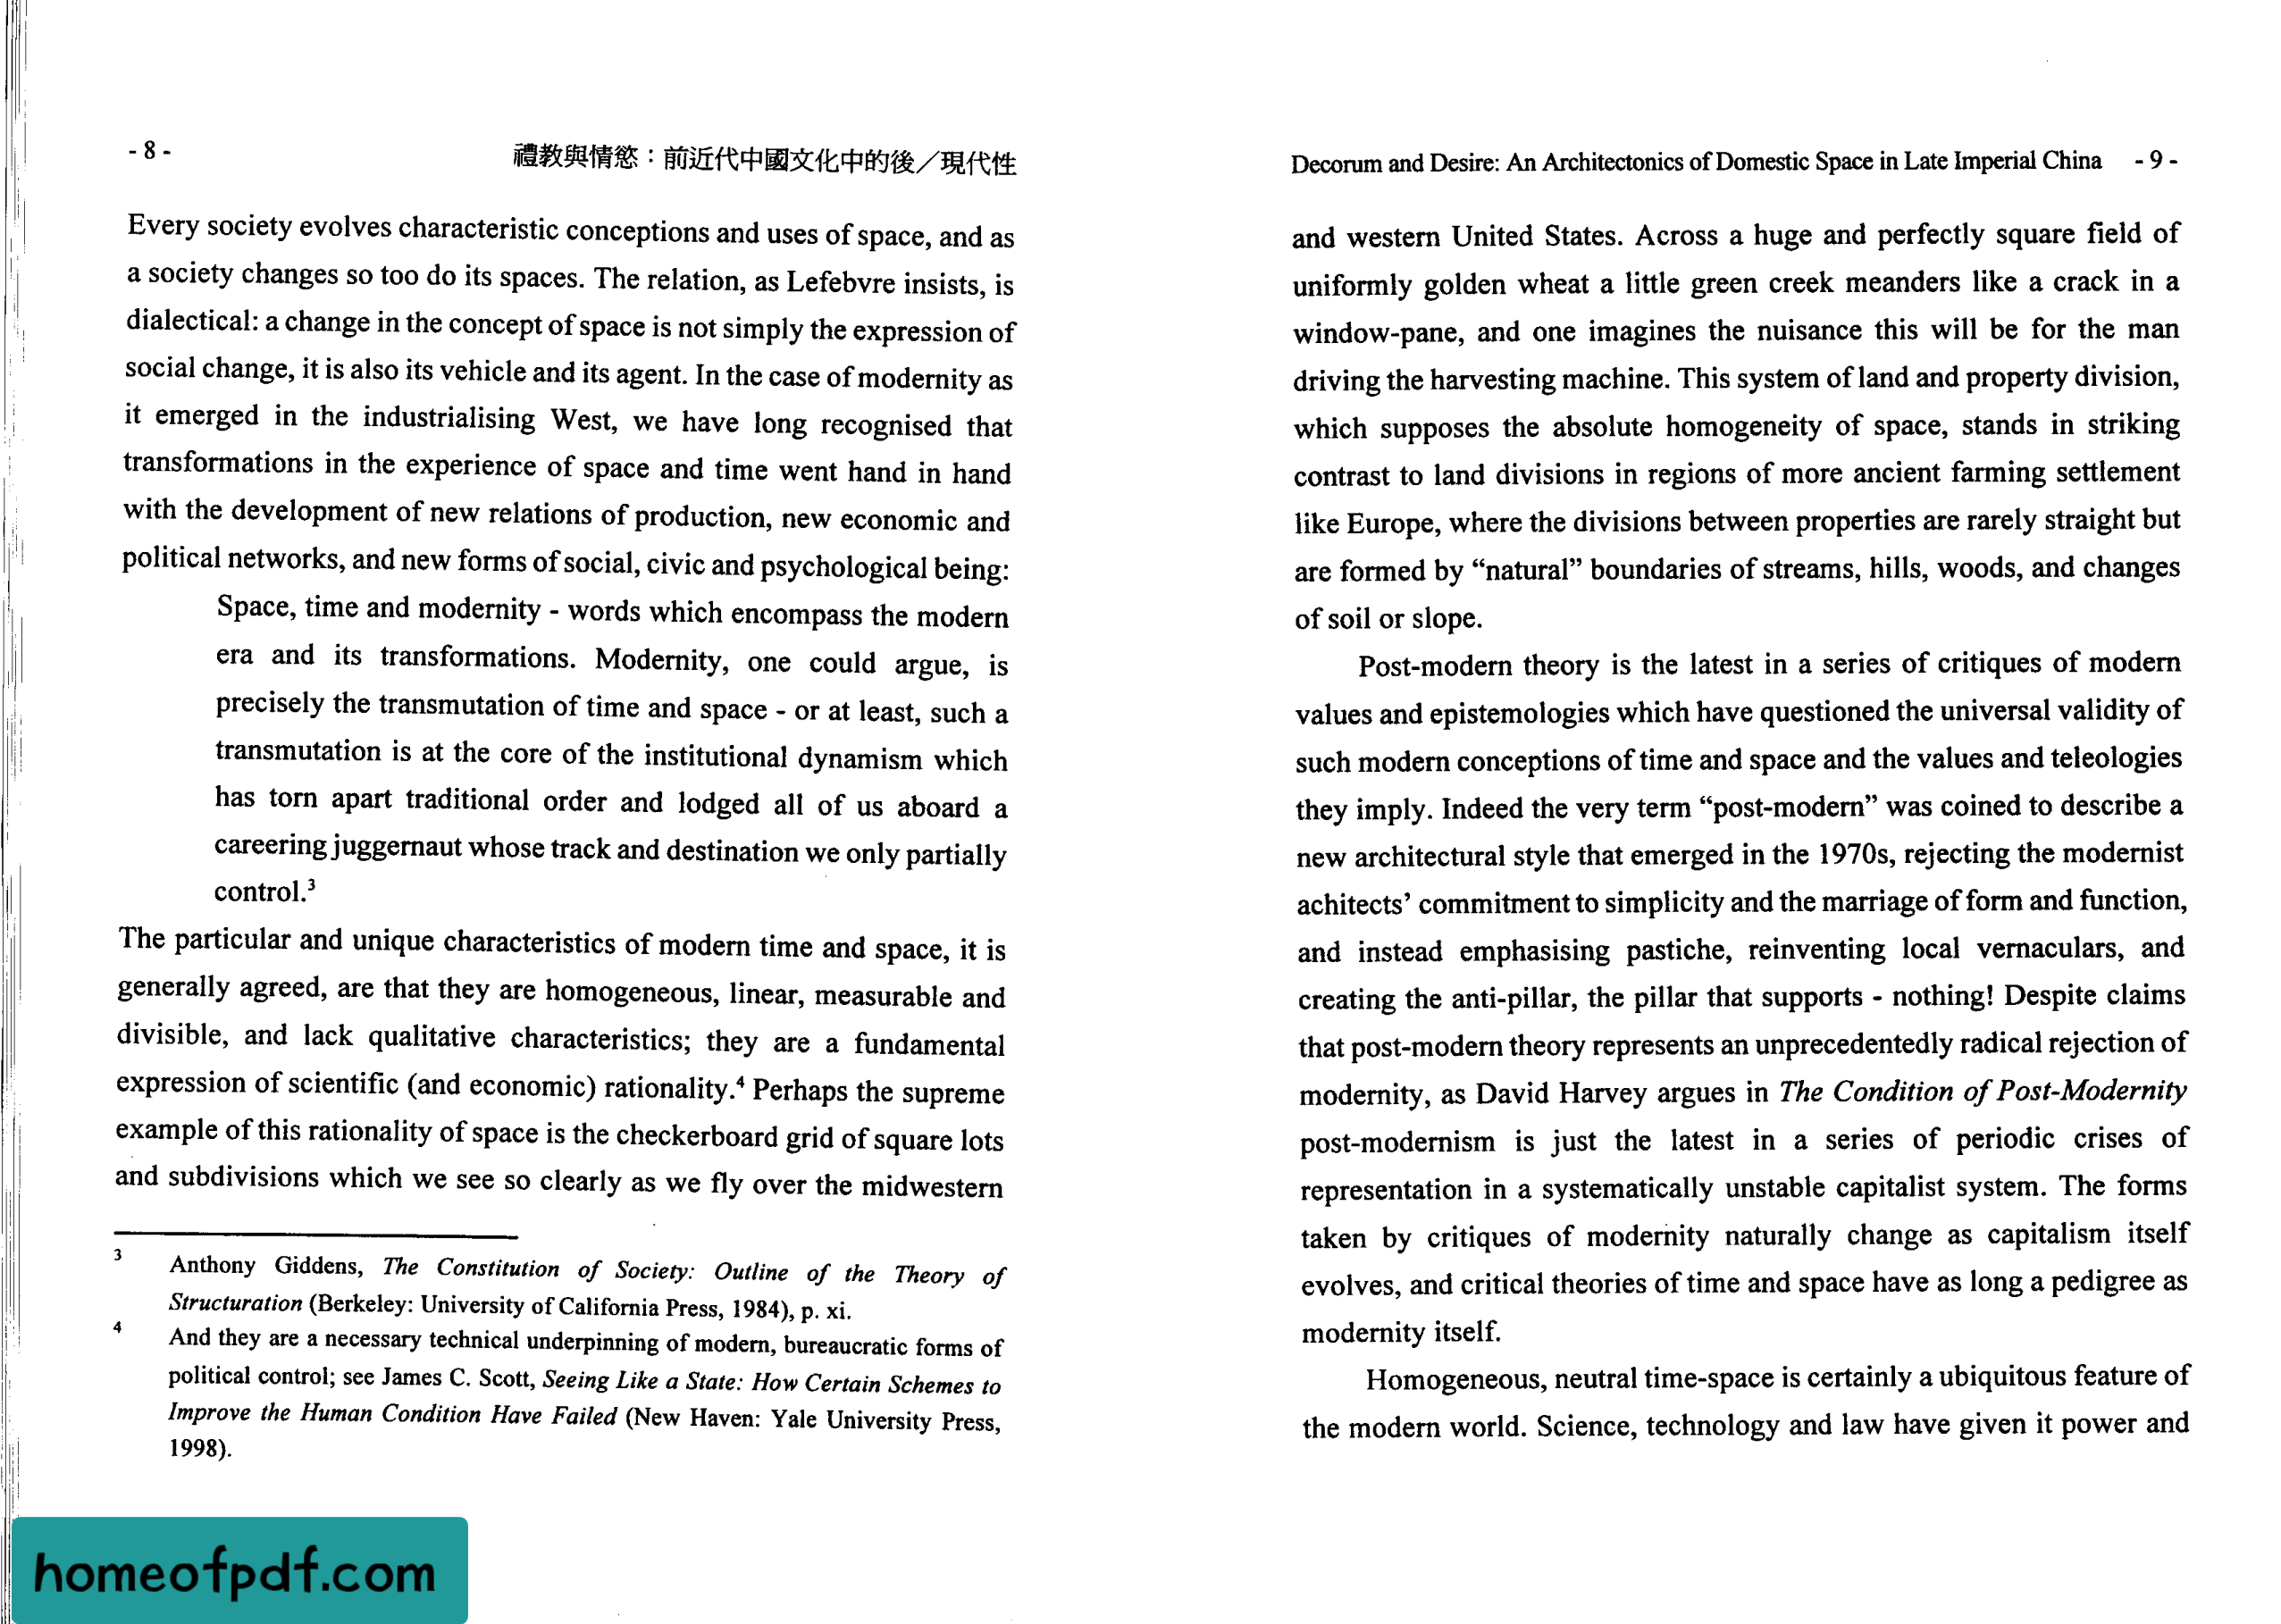 - 8 -
禮教與情慾：前近代中國文化中的後／現代性
Every society evolves characteristic conceptions and uses of space, and as
a society changes so too do its spaces. The relation, as Lefebvre insists, is
dialectical: a change in the concept of space is not simply the expression of
social change, it is also its vehicle and its agent. In the case of modernity as
it emerged in the industrialising West, we have long recognised that
transformations in the experience of space and time went hand in hand
with the development of new relations of production, new economic and
political networks, and new forms of social, civic and psychological being:
Space, time and modernity - words which encompass the modern
era and its transformations. Modernity, one could argue, is
precisely the transmutation of time and space - or at least, such a
transmutation is at the core of the institutional dynamism which
has torn apart traditional order and lodged all of us aboard a
careering juggernaut whose track and destination we only partially
control.³
The particular and unique characteristics of modern time and space, it is
generally agreed, are that they are homogeneous, linear, measurable and
divisible, and lack qualitative characteristics; they are a fundamental
expression of scientific (and economic) rationality.⁴ Perhaps the supreme
example of this rationality of space is the checkerboard grid of square lots
and subdivisions which we see so clearly as we fly over the midwestern
3 Anthony Giddens, The Constitution of Society: Outline of the Theory of
Structuration (Berkeley: University of California Press, 1984), p. xi.
4 And they are a necessary technical underpinning of modern, bureaucratic forms of
political control; see James C. Scott, Seeing Like a State: How Certain Schemes to
Improve the Human Condition Have Failed (New Haven: Yale University Press,
1998).
homeofpdf.com
Decorum and Desire: An Architectonics of Domestic Space in Late Imperial China - 9 -
and western United States. Across a huge and perfectly square field of
uniformly golden wheat a little green creek meanders like a crack in a
window-pane, and one imagines the nuisance this will be for the man
driving the harvesting machine. This system of land and property division,
which supposes the absolute homogeneity of space, stands in striking
contrast to land divisions in regions of more ancient farming settlement
like Europe, where the divisions between properties are rarely straight but
are formed by “natural” boundaries of streams, hills, woods, and changes
of soil or slope.
Post-modern theory is the latest in a series of critiques of modern
values and epistemologies which have questioned the universal validity of
such modern conceptions of time and space and the values and teleologies
they imply. Indeed the very term “post-modern” was coined to describe a
new architectural style that emerged in the 1970s, rejecting the modernist
achitects’ commitment to simplicity and the marriage of form and function,
and instead emphasising pastiche, reinventing local vernaculars, and
creating the anti-pillar, the pillar that supports - nothing! Despite claims
that post-modern theory represents an unprecedentedly radical rejection of
modernity, as David Harvey argues in The Condition of Post-Modernity
post-modernism is just the latest in a series of periodic crises of
representation in a systematically unstable capitalist system. The forms
taken by critiques of modernity naturally change as capitalism itself
evolves, and critical theories of time and space have as long a pedigree as
modernity itself.
Homogeneous, neutral time-space is certainly a ubiquitous feature of
the modern world. Science, technology and law have given it power and